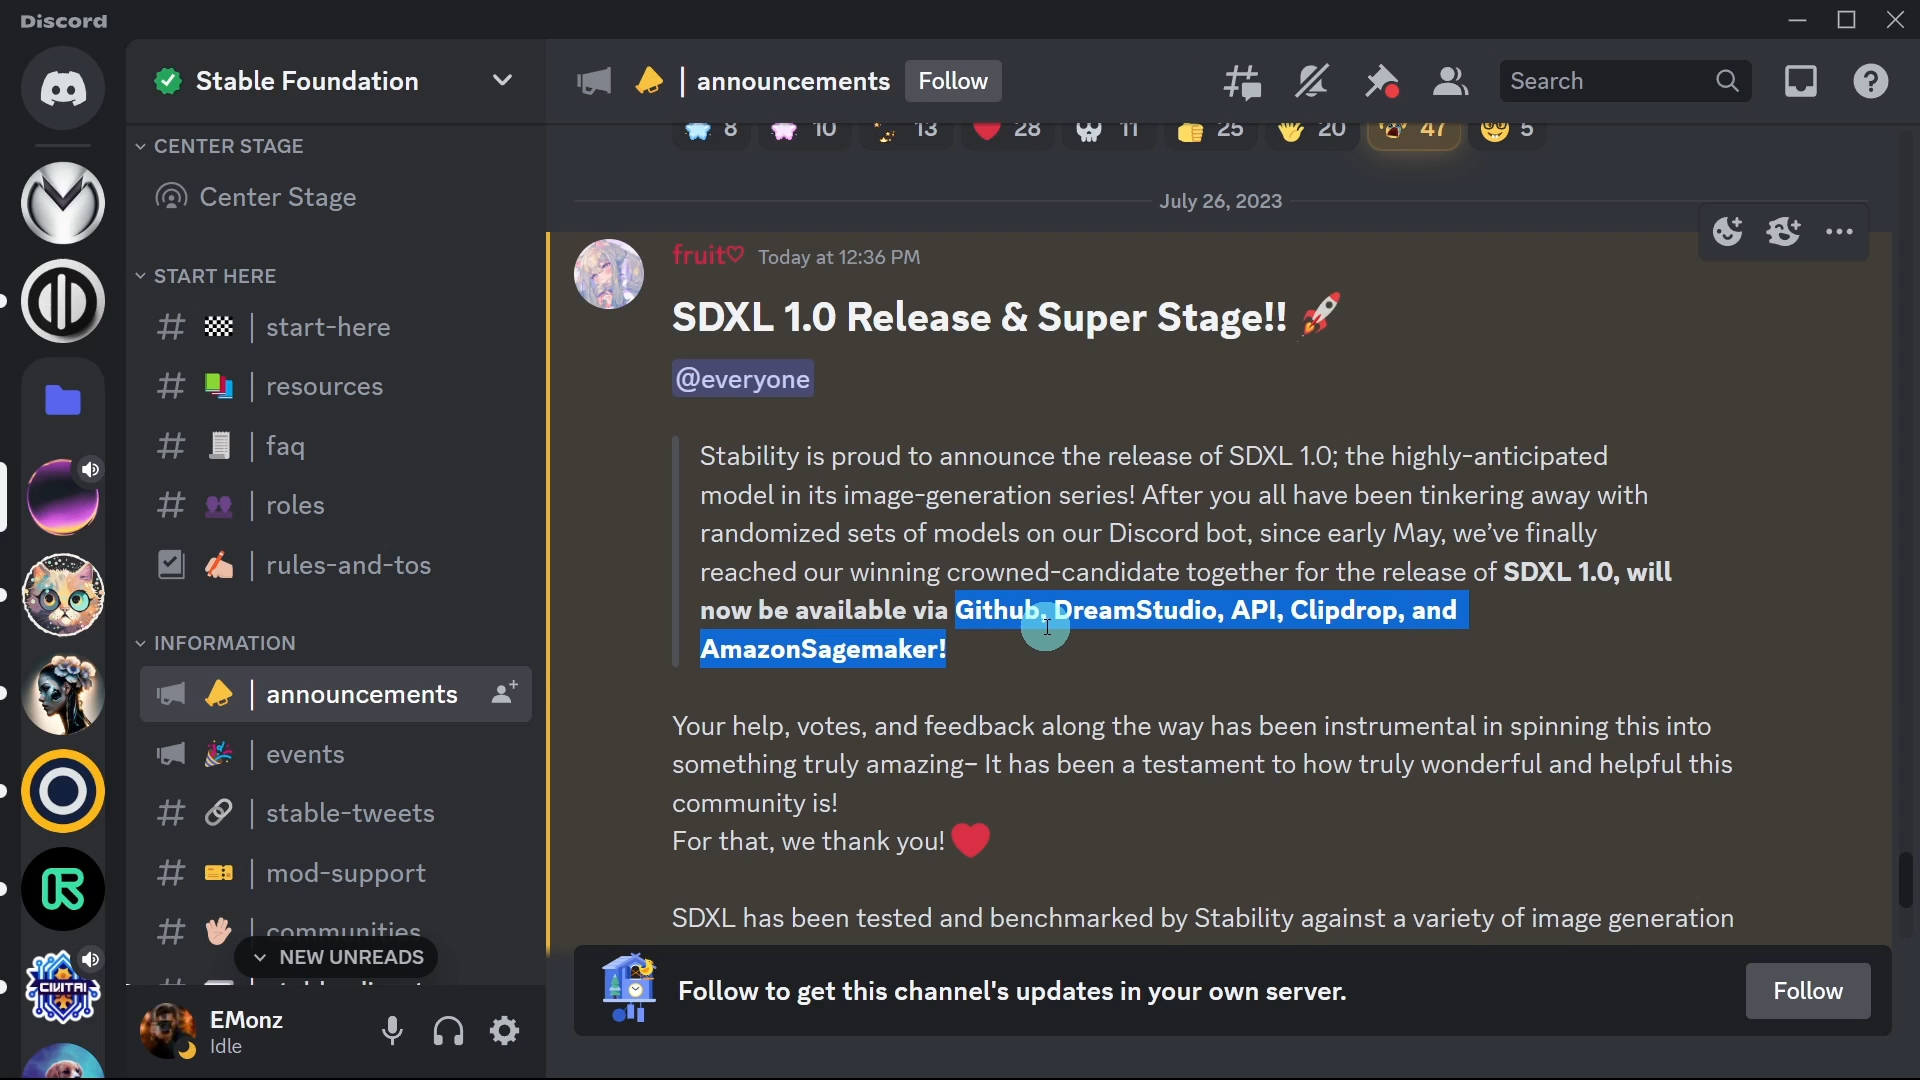 Discord
Stable Foundation
CENTER STAGE
Center Stage
START HERE
start-here
resources
faq
roles
rules-and-tos
INFORMATION
announcements
events
stable-tweets
mod-support
communities
NEW UNREADS
EMonz
Idle
CIVITAI
announcements
Follow
Search
8 10 13 28 11 25 20 47 5
July 26, 2023
fruit♡ Today at 12:36 PM
SDXL 1.0 Release & Super Stage!! 🚀
@everyone
Stability is proud to announce the release of SDXL 1.0; the highly-anticipated
model in its image-generation series! After you all have been tinkering away with
randomized sets of models on our Discord bot, since early May, we’ve finally
reached our winning crowned-candidate together for the release of SDXL 1.0, will
now be available via Github, DreamStudio, API, Clipdrop, and
AmazonSagemaker!
Your help, votes, and feedback along the way has been instrumental in spinning this into
something truly amazing– It has been a testament to how truly wonderful and helpful this
community is!
For that, we thank you! ❤️
SDXL has been tested and benchmarked by Stability against a variety of image generation
Follow to get this channel's updates in your own server.
Follow